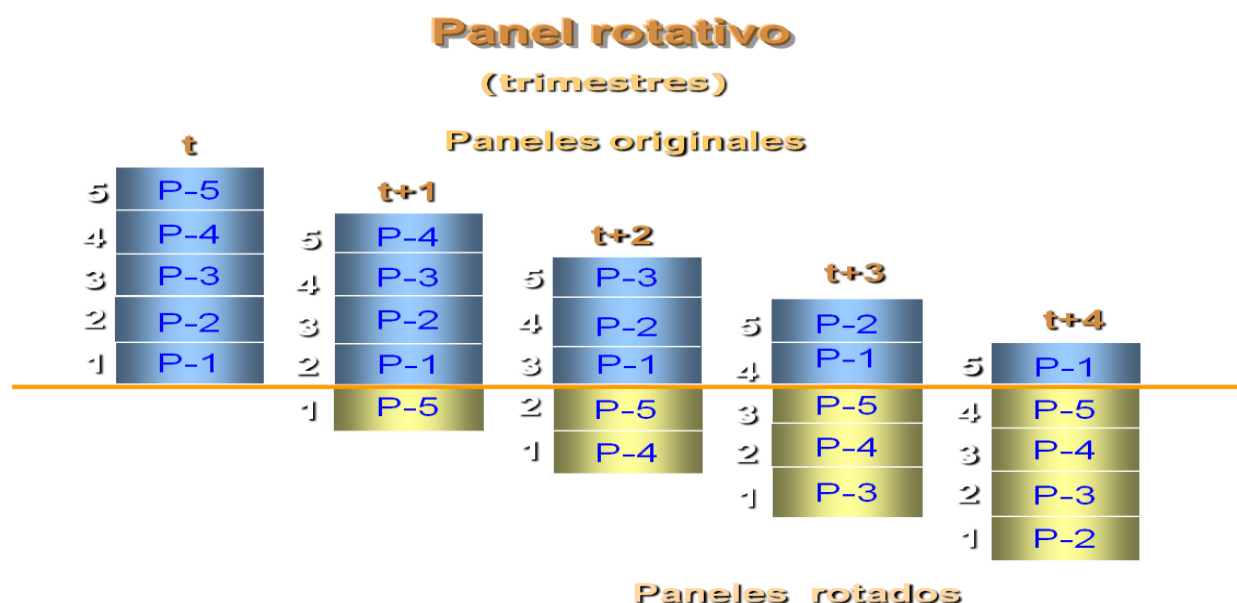 Panel rotativo
(trimestres)
Paneles originales
t
5 P-5
4 P-4
3 P-3
2 P-2
1 P-1
t+1
5 P-4
4 P-3
3 P-2
2 P-1
1 P-5
t+2
5 P-3
4 P-2
3 P-1
2 P-5
1 P-4
t+3
5 P-2
4 P-1
3 P-5
2 P-4
1 P-3
t+4
5 P-1
4 P-5
3 P-4
2 P-3
1 P-2
Paneles rotados